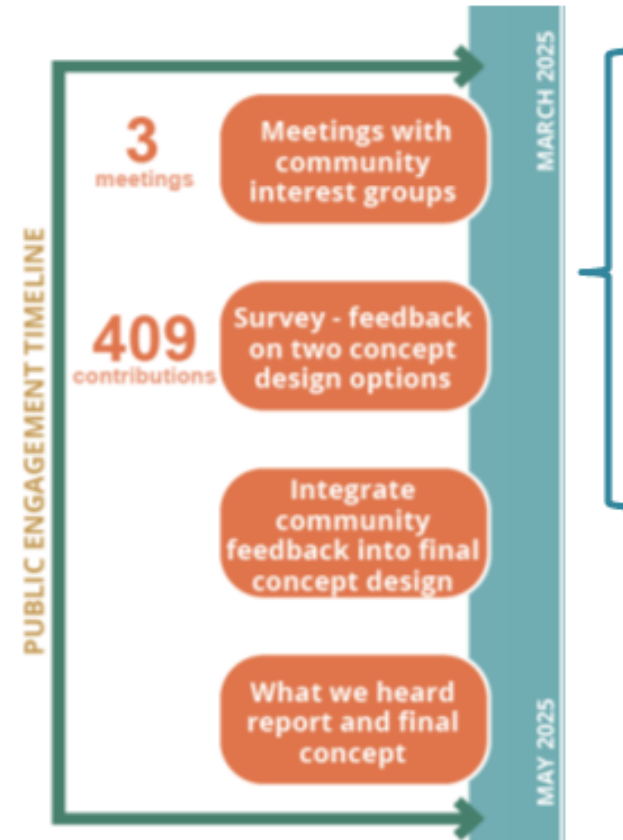 PUBLIC ENGAGEMENT TIMELINE
MARCH 2025
3
meetings
Meetings with
community
interest groups
409
contributions
Survey - feedback
on two concept
design options
Integrate
community
feedback into final
concept design
What we heard
report and final
concept
MAY 2025